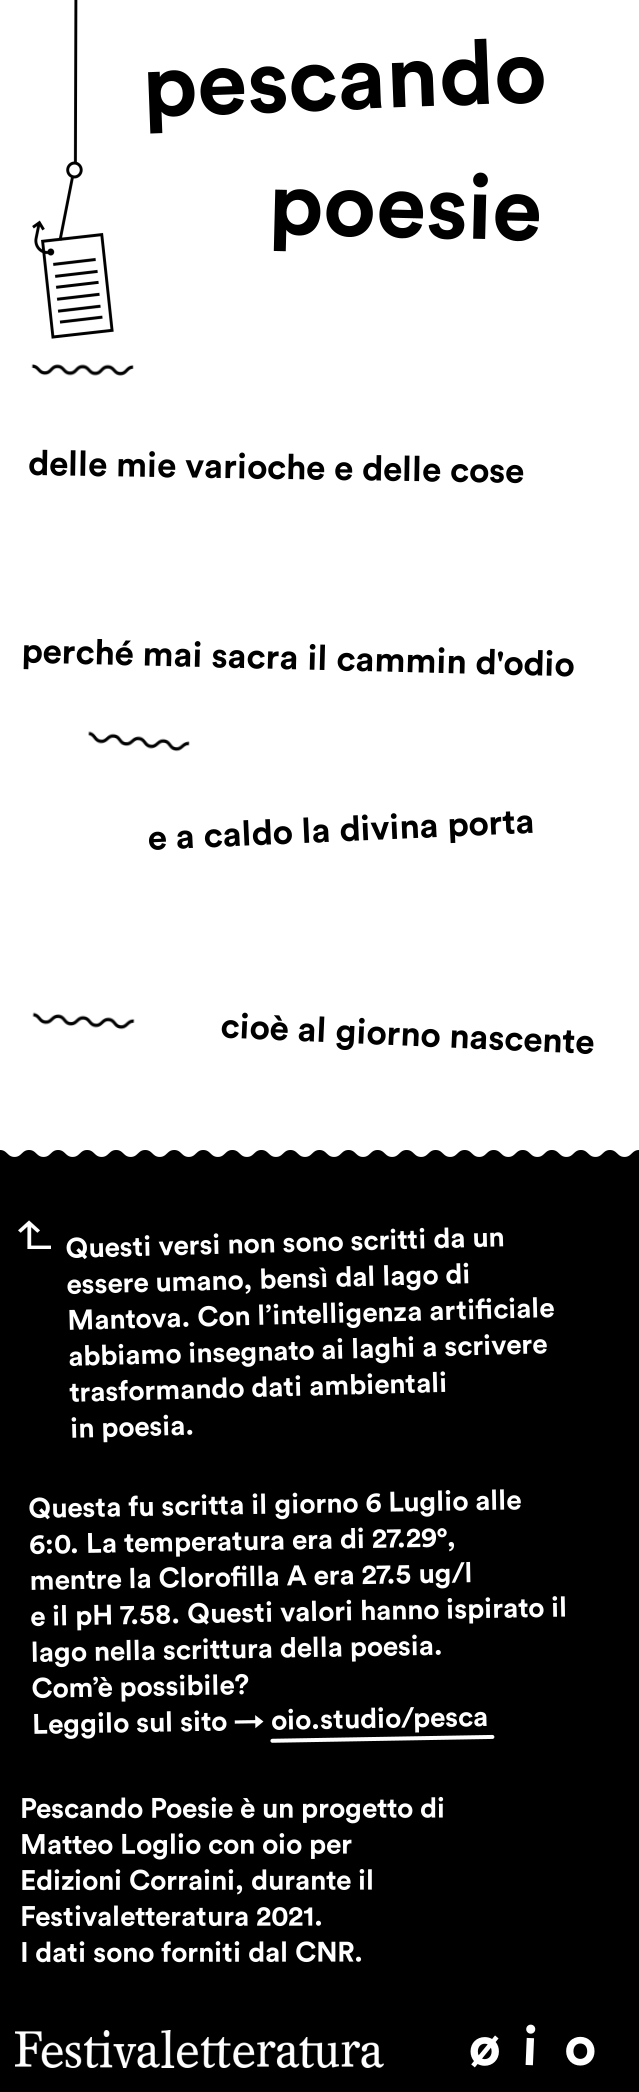 pescando
poesie
delle mie varioche e delle cose
perché mai sacra il cammin d'odio
e a caldo la divina porta
cioè al giorno nascente
Questi versi non sono scritti da un
essere umano, bensì dal lago di
Mantova. Con l’intelligenza artificiale
abbiamo insegnato ai laghi a scrivere
trasformando dati ambientali
in poesia.
Questa fu scritta il giorno 6 Luglio alle
6:0. La temperatura era di 27.29°,
mentre la Clorofilla A era 27.5 ug/l
e il pH 7.58. Questi valori hanno ispirato il
lago nella scrittura della poesia.
Com’è possibile?
Leggilo sul sito → oio.studio/pesca
Pescando Poesie è un progetto di
Matteo Loglio con oio per
Edizioni Corraini, durante il
Festivaletteratura 2021.
I dati sono forniti dal CNR.
Festivaletteratura ø i o